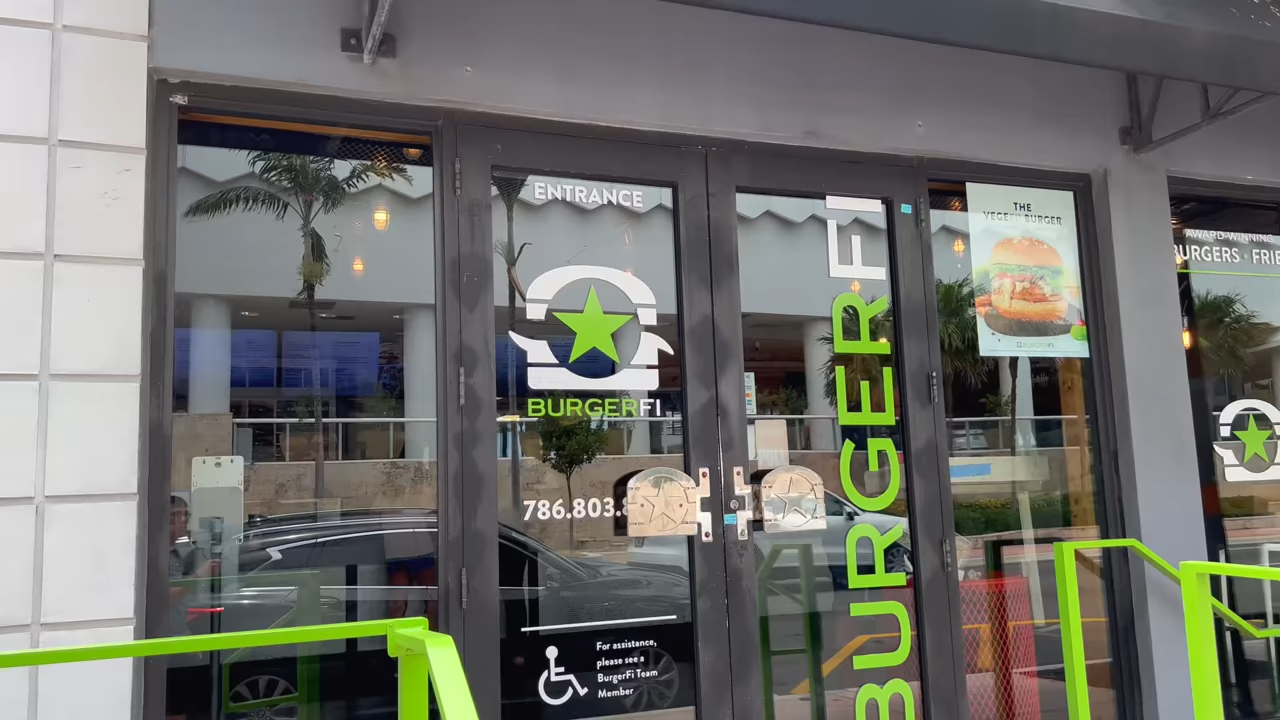 ENTRANCE
BURGERFI
786.803.
For assistance,
please see a
BurgerFi Team
Member
BURGERFI
THE
VEGEFI BURGER
BURGERFI
AWARD-WINNING
BURGERS · FRIE